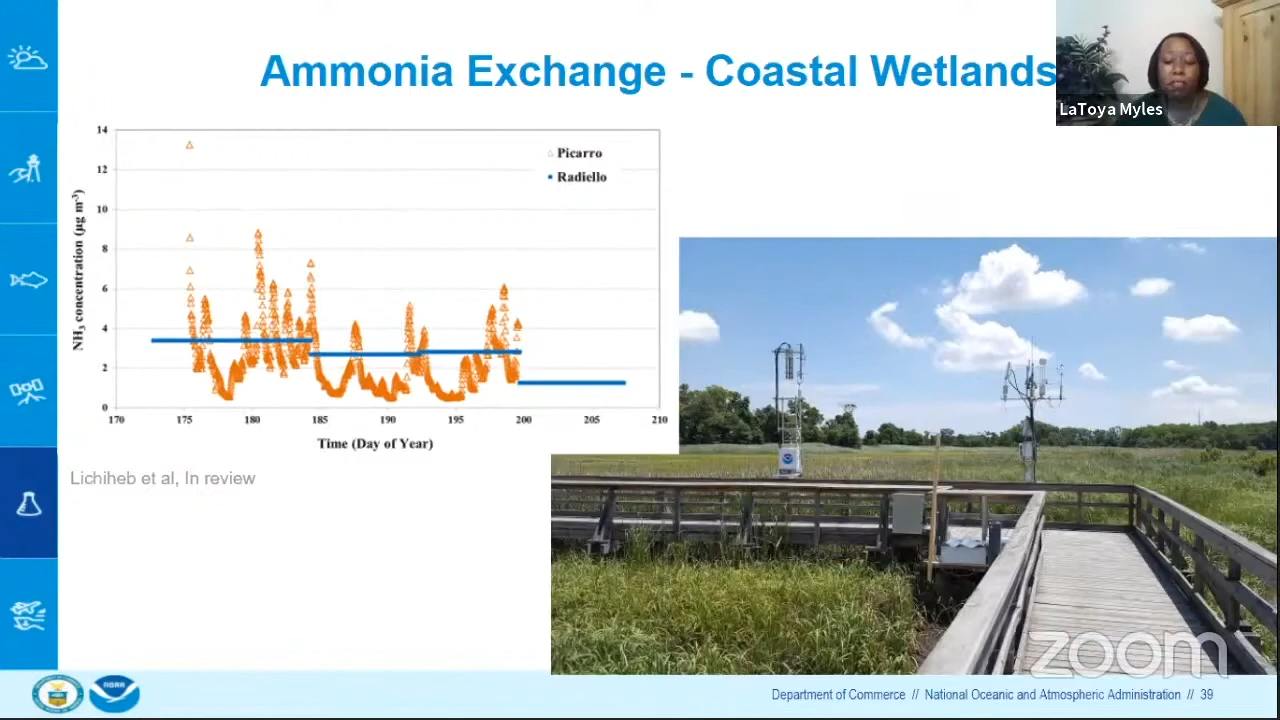 Ammonia Exchange - Coastal Wetlands
LaToya Myles
14
12
10
8
6
4
2
0
NH3 concentration (μg m-3)
Picarro
Radiello
170 175 180 185 190 195 200 205 210
Time (Day of Year)
Lichiheb et al, In review
zoom
NOAA
Department of Commerce // National Oceanic and Atmospheric Administration // 39